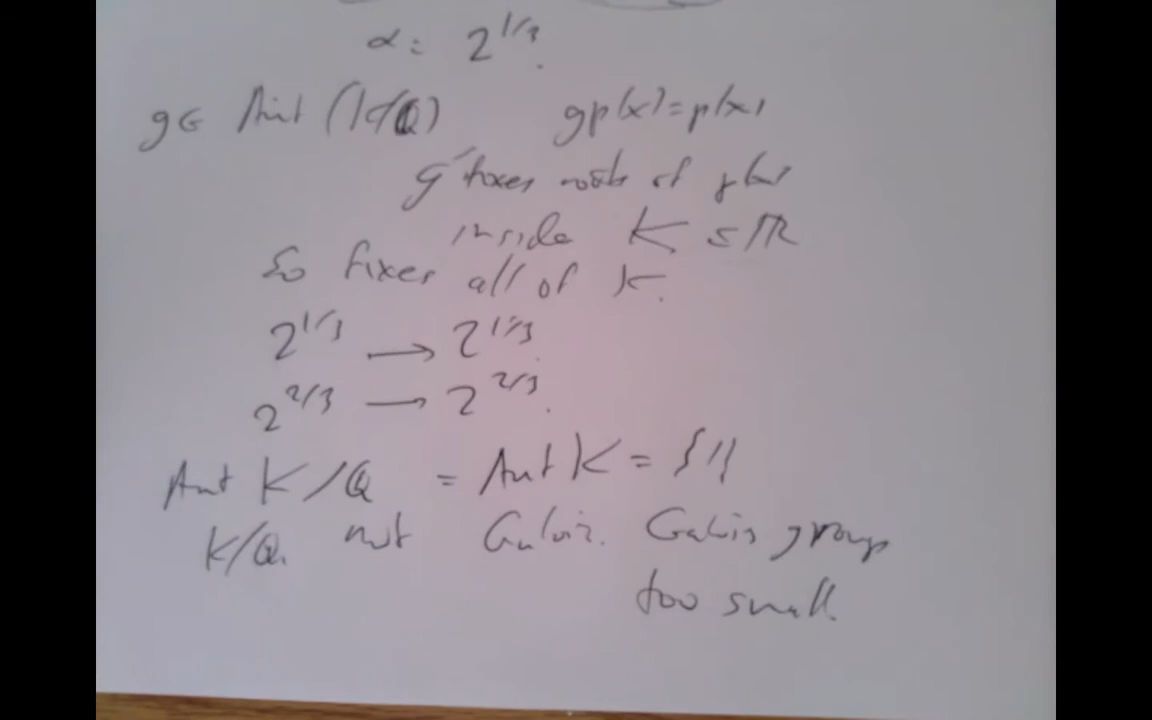 α = 2^{1/3}.
g ∈ Aut (K/Q) gp(x) = p(x)
g fixes roots of p(x)
inside K ⊆ ℝ
So fixes all of K.
2^{1/3} → 2^{1/3}.
2^{2/3} → 2^{2/3}.
Aut K/Q = Aut K = {1}
K/Q. not Galois. Galois group
too small.